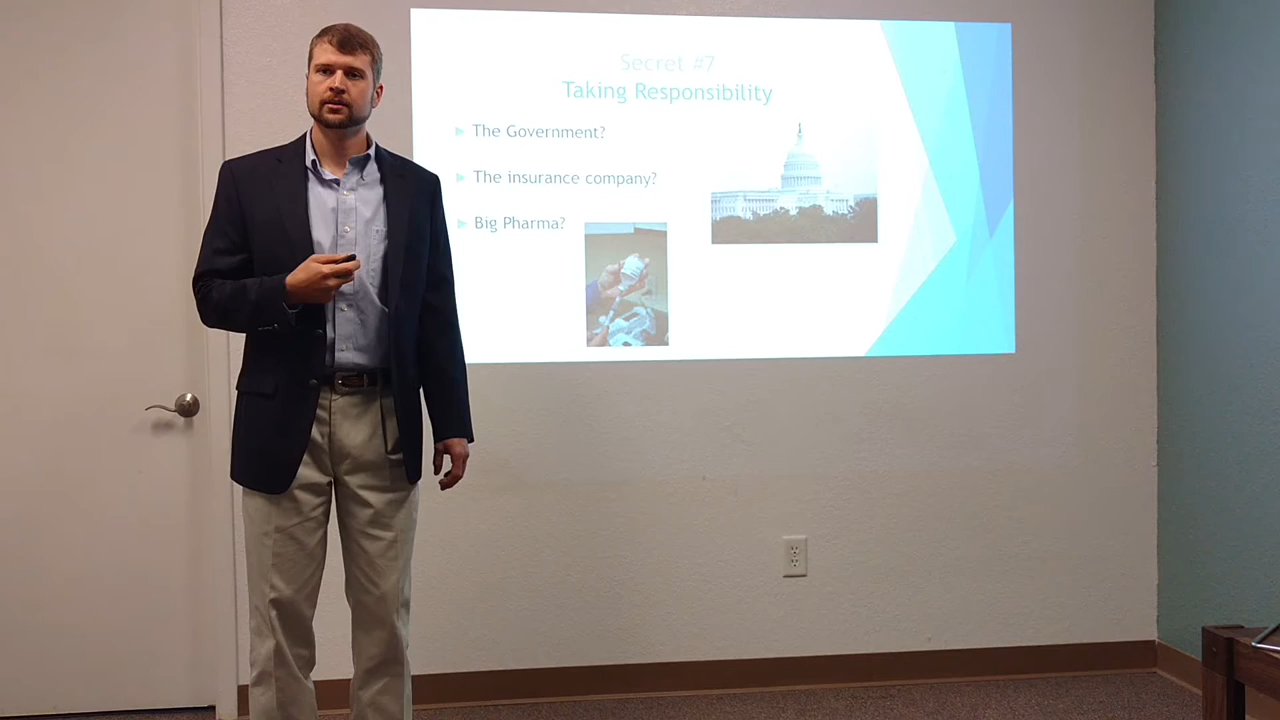 Secret #7
Taking Responsibility
The Government?
The insurance company?
Big Pharma?